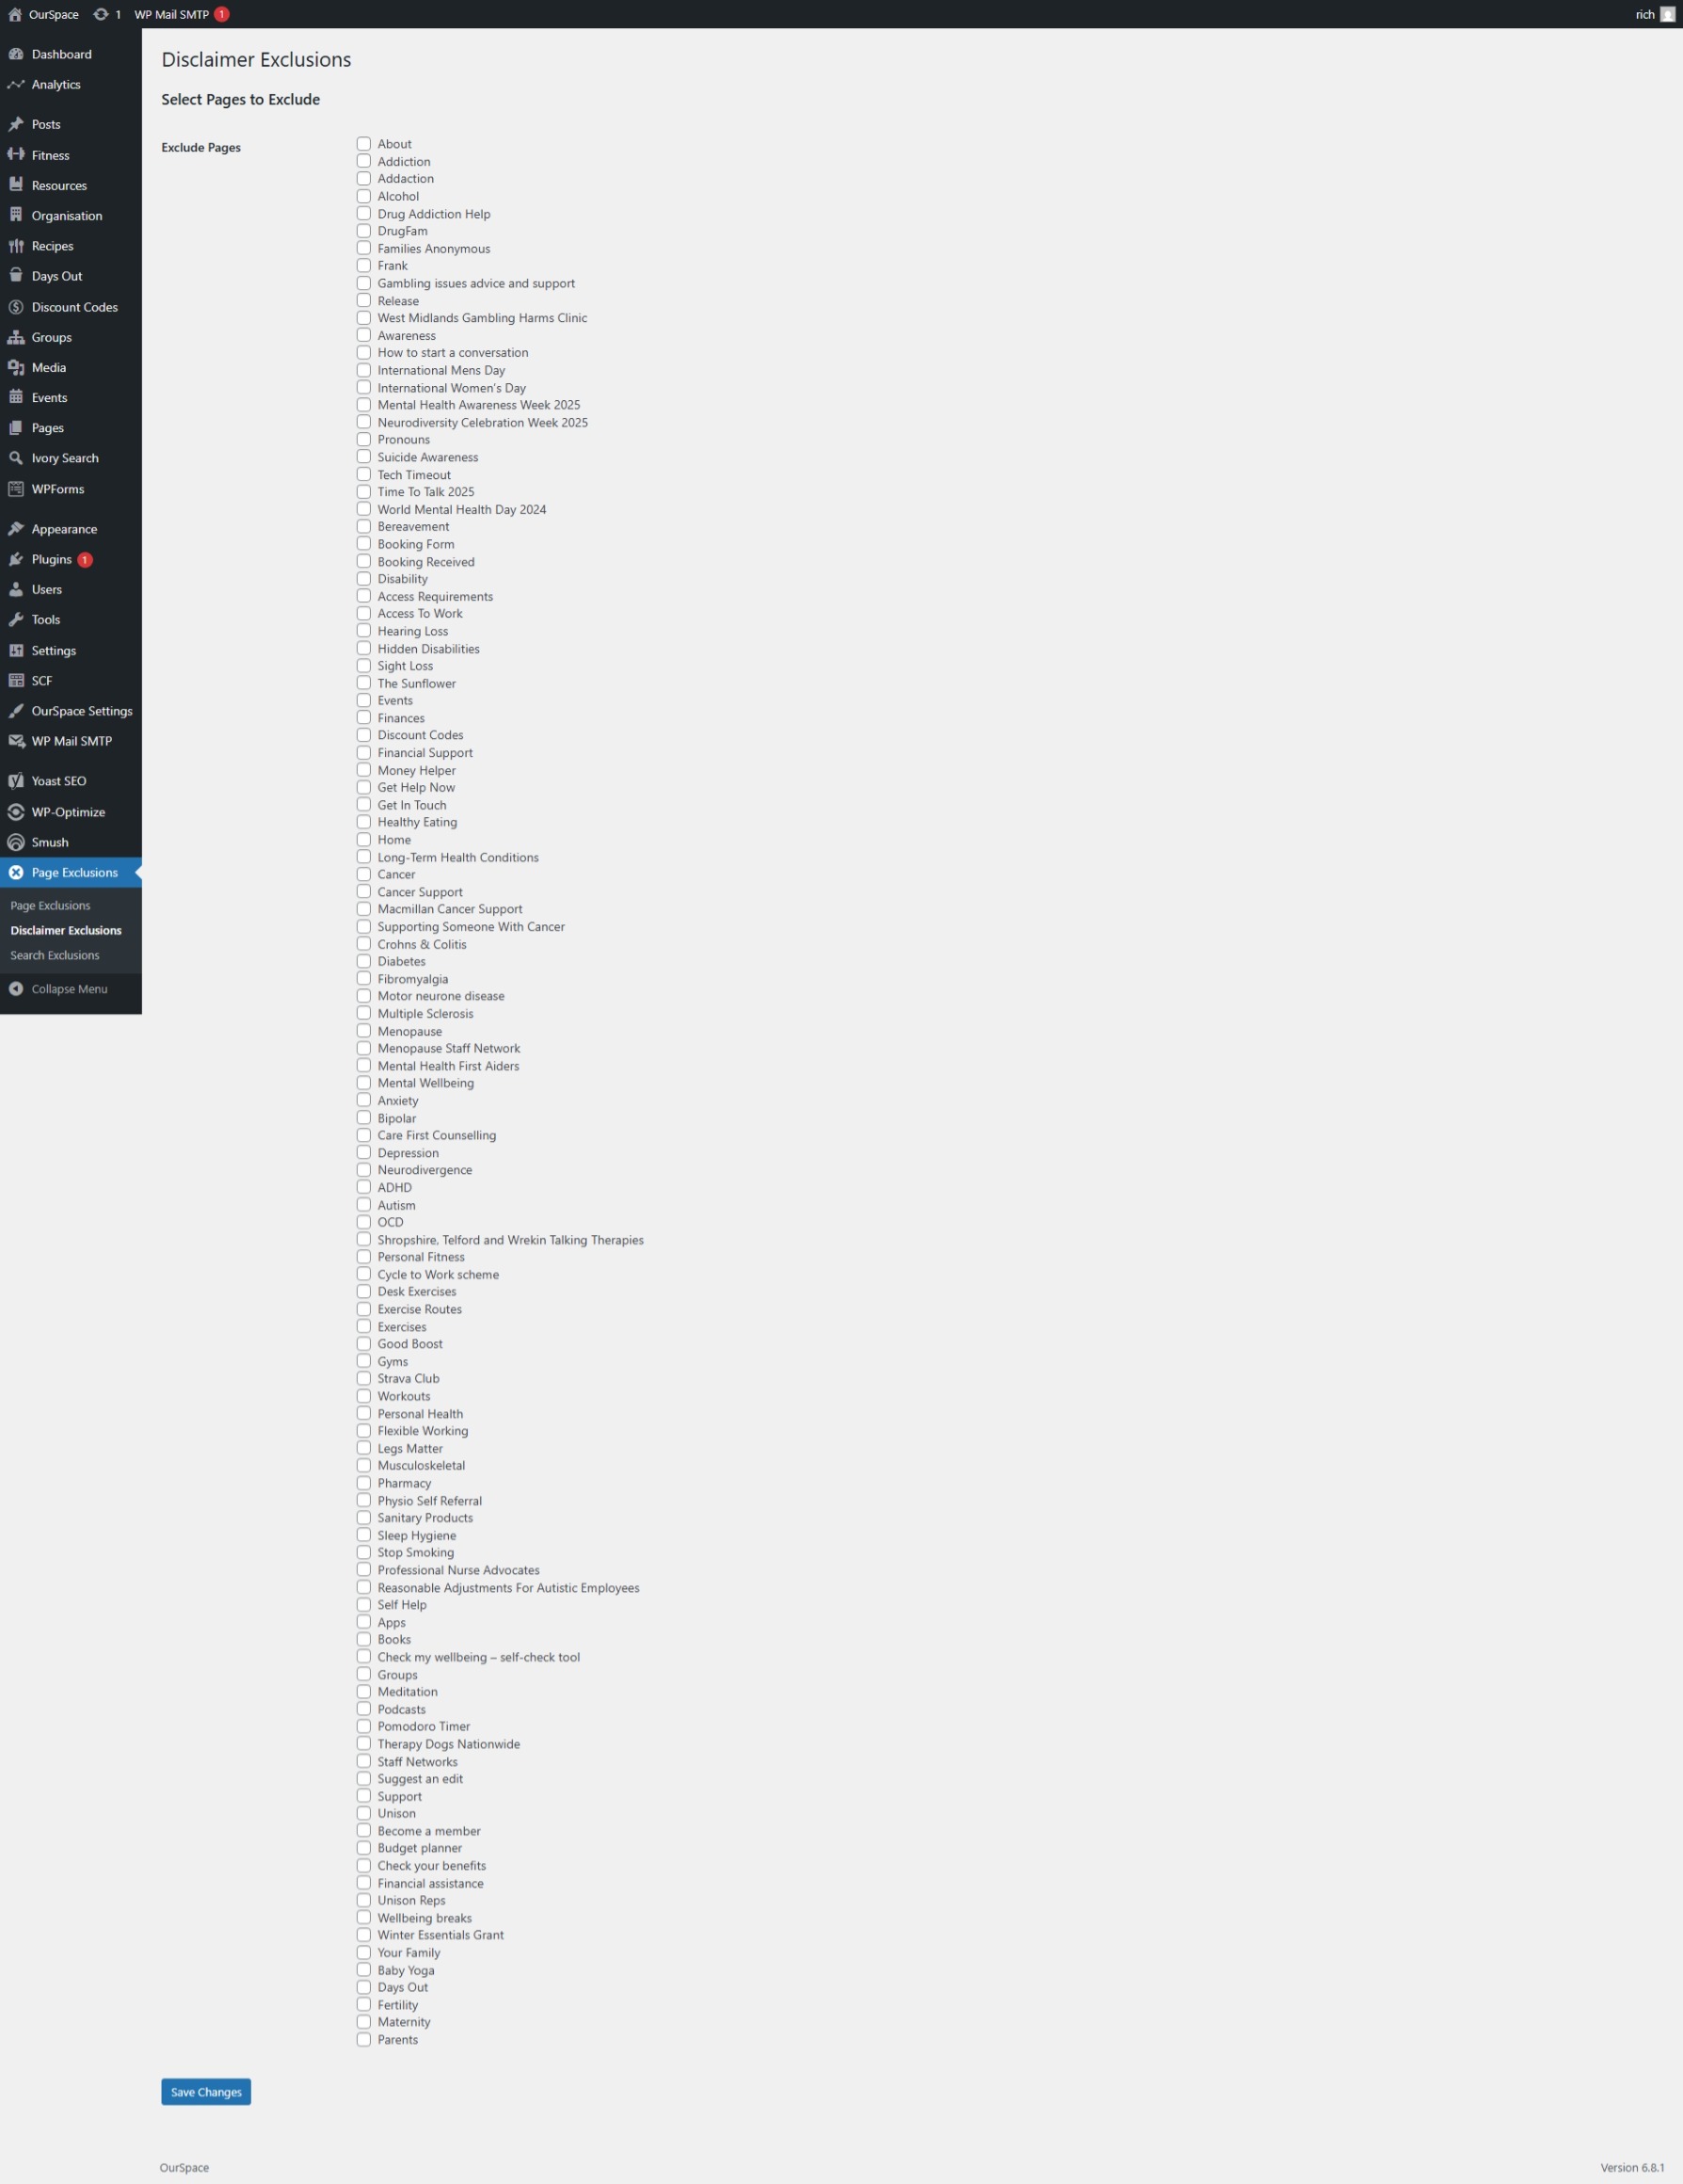 OurSpace 1 WP Mail SMTP 1 rich
Dashboard
Analytics
Posts
Fitness
Resources
Organisation
Recipes
Days Out
Discount Codes
Groups
Media
Events
Pages
Ivory Search
WPForms
Appearance
Plugins 1
Users
Tools
Settings
SCF
OurSpace Settings
WP Mail SMTP
Yoast SEO
WP-Optimize
Smush
Page Exclusions
Page Exclusions
Disclaimer Exclusions
Search Exclusions
Collapse Menu
Disclaimer Exclusions
Select Pages to Exclude
Exclude Pages
About
Addiction
Addaction
Alcohol
Drug Addiction Help
DrugFam
Families Anonymous
Frank
Gambling issues advice and support
Release
West Midlands Gambling Harms Clinic
Awareness
How to start a conversation
International Mens Day
International Women's Day
Mental Health Awareness Week 2025
Neurodiversity Celebration Week 2025
Pronouns
Suicide Awareness
Tech Timeout
Time To Talk 2025
World Mental Health Day 2024
Bereavement
Booking Form
Booking Received
Disability
Access Requirements
Access To Work
Hearing Loss
Hidden Disabilities
Sight Loss
The Sunflower
Events
Finances
Discount Codes
Financial Support
Money Helper
Get Help Now
Get In Touch
Healthy Eating
Home
Long-Term Health Conditions
Cancer
Cancer Support
Macmillan Cancer Support
Supporting Someone With Cancer
Crohns & Colitis
Diabetes
Fibromyalgia
Motor neurone disease
Multiple Sclerosis
Menopause
Menopause Staff Network
Mental Health First Aiders
Mental Wellbeing
Anxiety
Bipolar
Care First Counselling
Depression
Neurodivergence
ADHD
Autism
OCD
Shropshire, Telford and Wrekin Talking Therapies
Personal Fitness
Cycle to Work scheme
Desk Exercises
Exercise Routes
Exercises
Good Boost
Gyms
Strava Club
Workouts
Personal Health
Flexible Working
Legs Matter
Musculoskeletal
Pharmacy
Physio Self Referral
Sanitary Products
Sleep Hygiene
Stop Smoking
Professional Nurse Advocates
Reasonable Adjustments For Autistic Employees
Self Help
Apps
Books
Check my wellbeing – self-check tool
Groups
Meditation
Podcasts
Pomodoro Timer
Therapy Dogs Nationwide
Staff Networks
Suggest an edit
Support
Unison
Become a member
Budget planner
Check your benefits
Financial assistance
Unison Reps
Wellbeing breaks
Winter Essentials Grant
Your Family
Baby Yoga
Days Out
Fertility
Maternity
Parents
Save Changes
OurSpace
Version 6.8.1